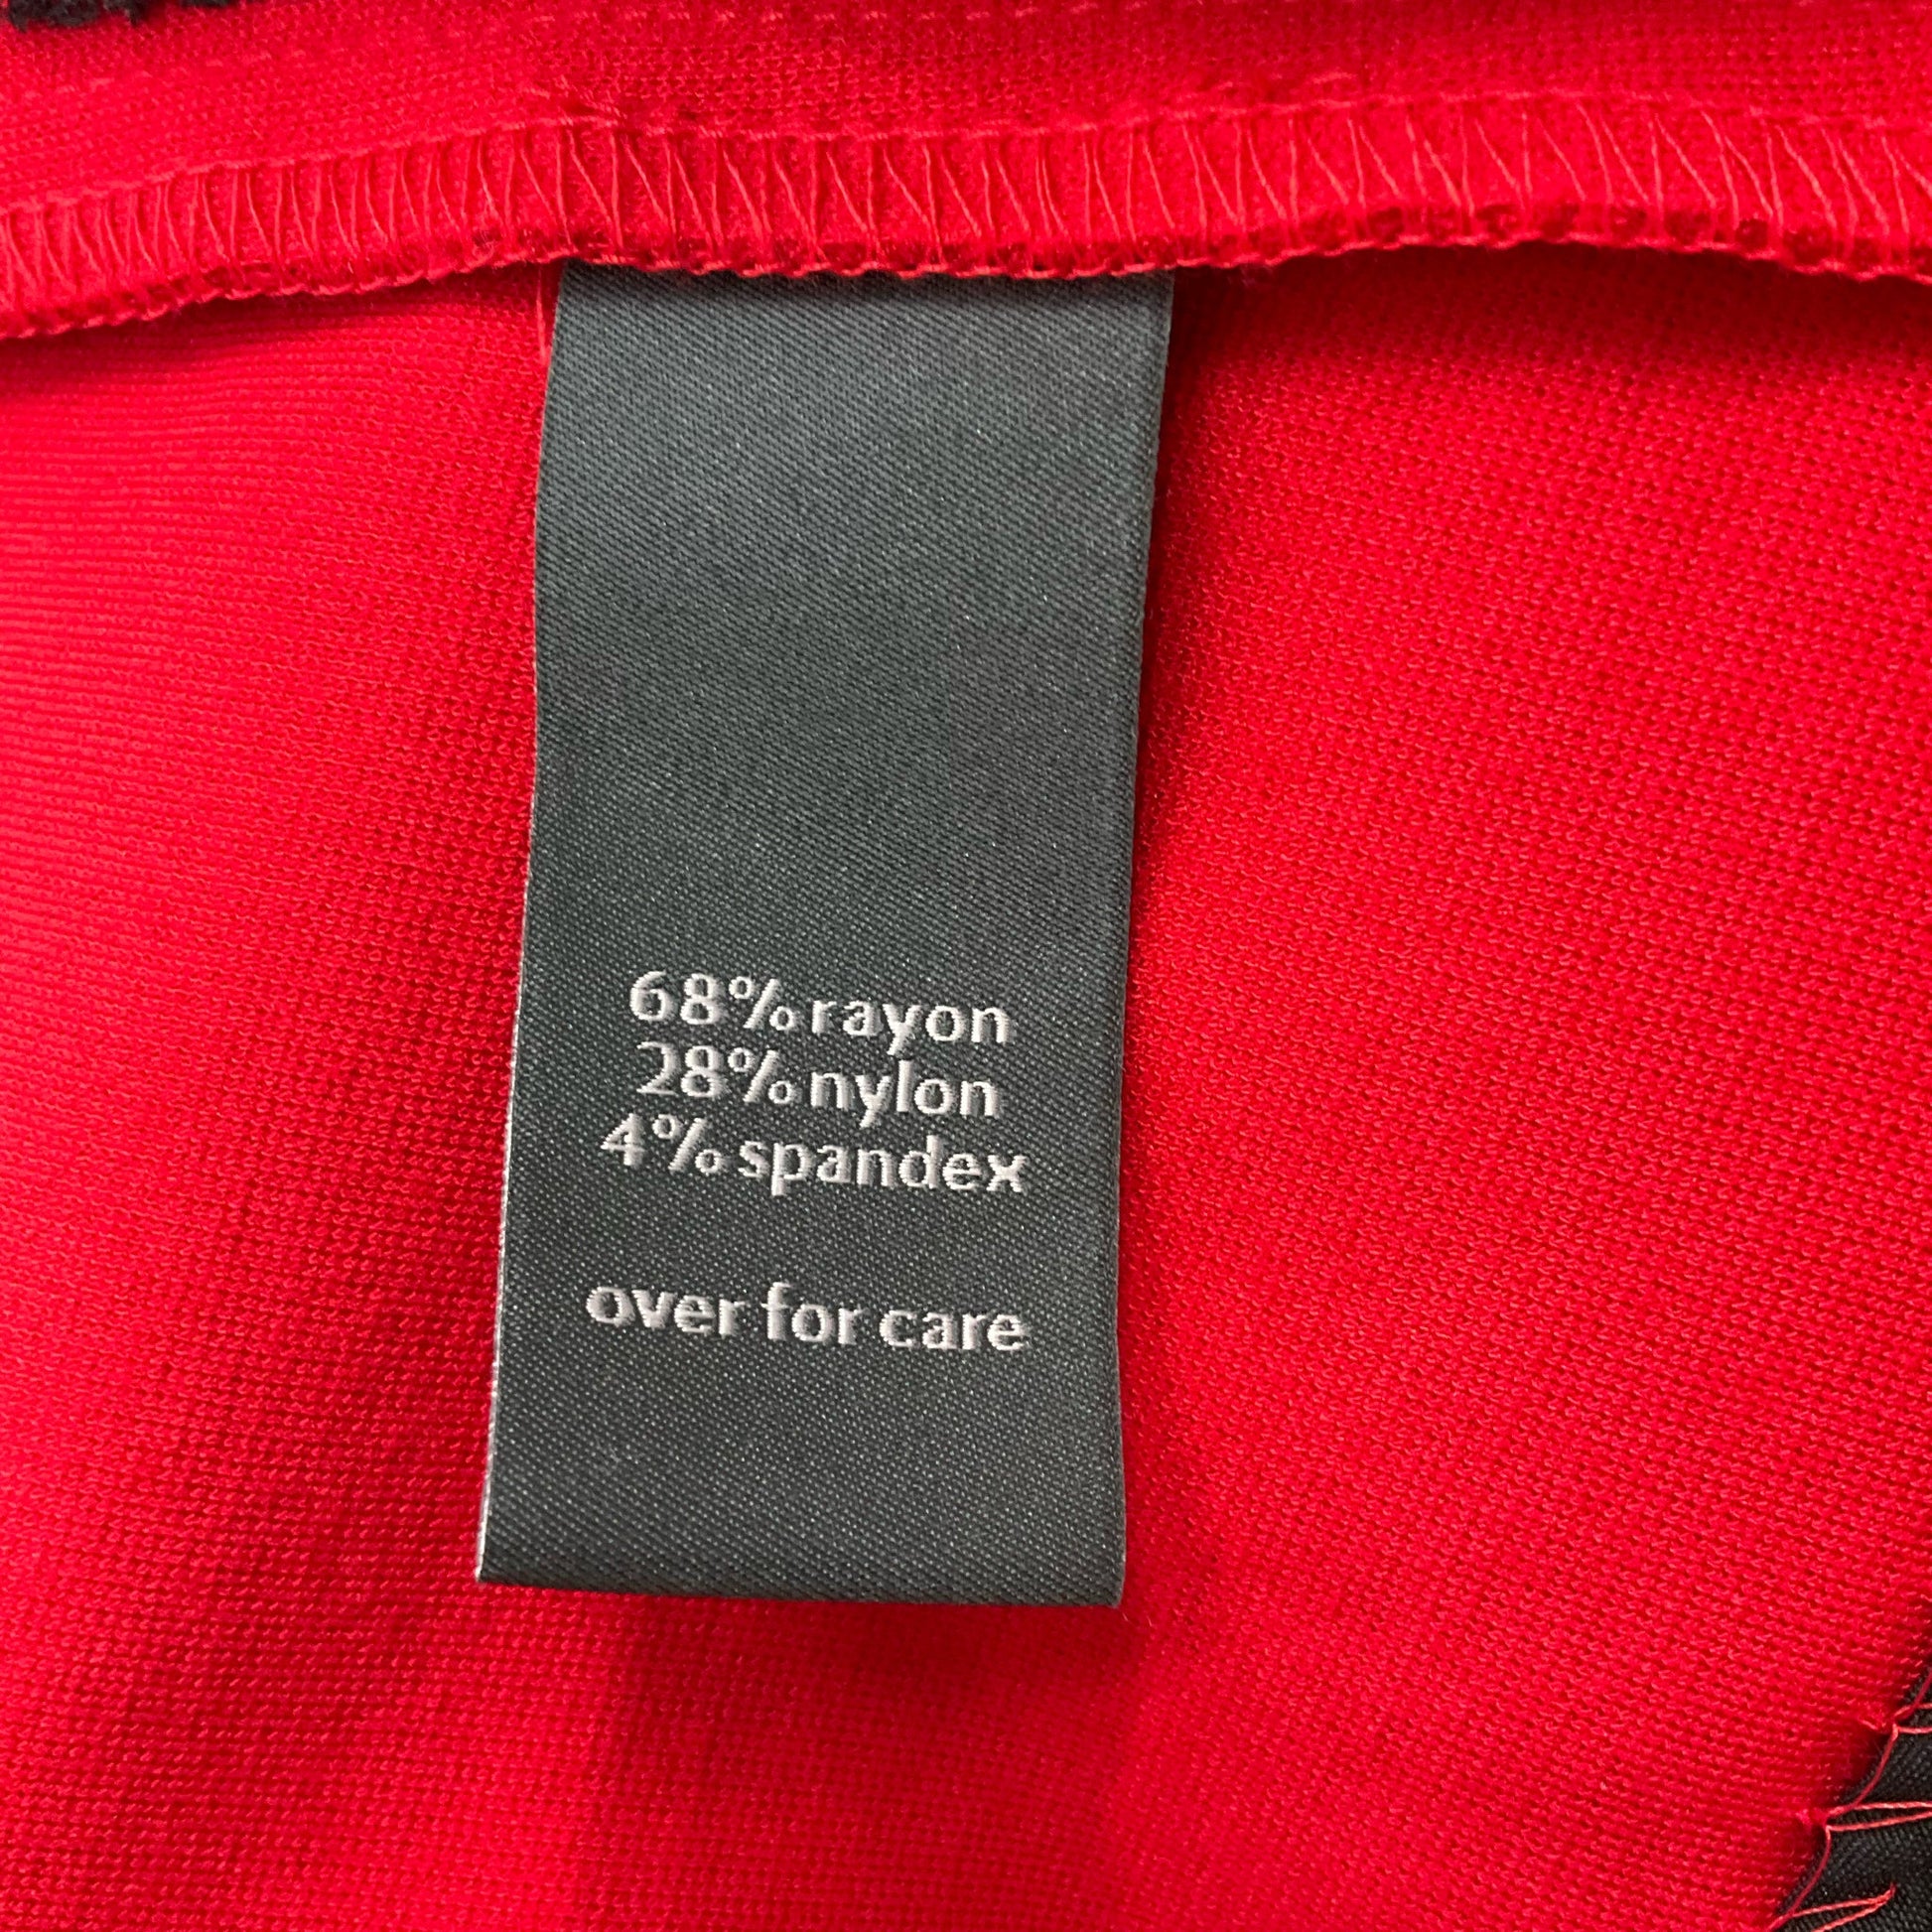 68% rayon
28% nylon
4% spandex
over for care